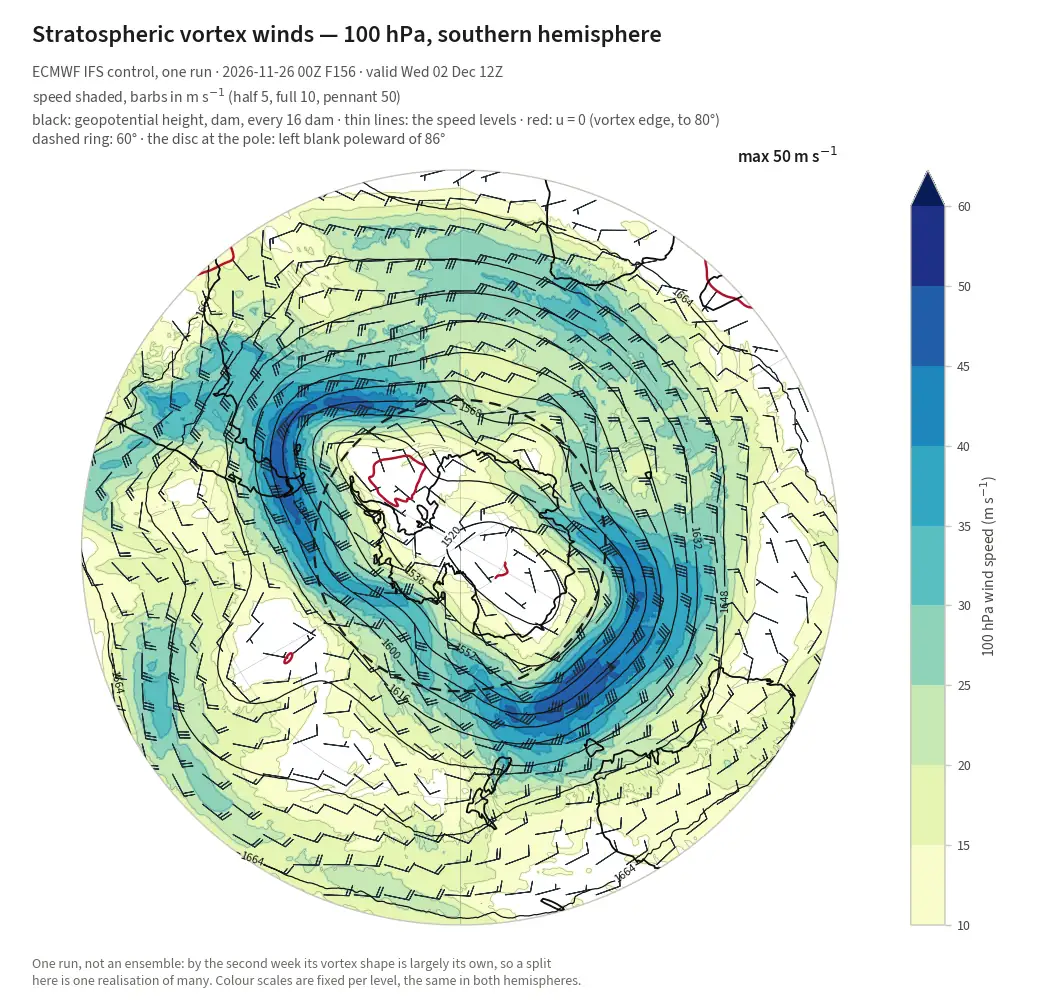 Stratospheric vortex winds — 100 hPa, southern hemisphere
ECMWF IFS control, one run · 2026-11-26 00Z F156 · valid Wed 02 Dec 12Z
speed shaded, barbs in m s⁻¹ (half 5, full 10, pennant 50)
black: geopotential height, dam, every 16 dam · thin lines: the speed levels · red: u = 0 (vortex edge, to 80°)
dashed ring: 60° · the disc at the pole: left blank poleward of 86°
max 50 m s⁻¹
60
50
45
40
35
30
25
20
15
10
100 hPa wind speed (m s⁻¹)
1664
1568
1520
1536
1632
1648
1600
1552
1616
1664
1664
1664
One run, not an ensemble: by the second week its vortex shape is largely its own, so a split
here is one realisation of many. Colour scales are fixed per level, the same in both hemispheres.